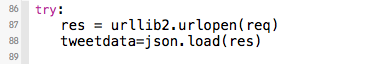 86 try:
87    res = urllib2.urlopen(req)
88    tweetdata=json.load(res)
89